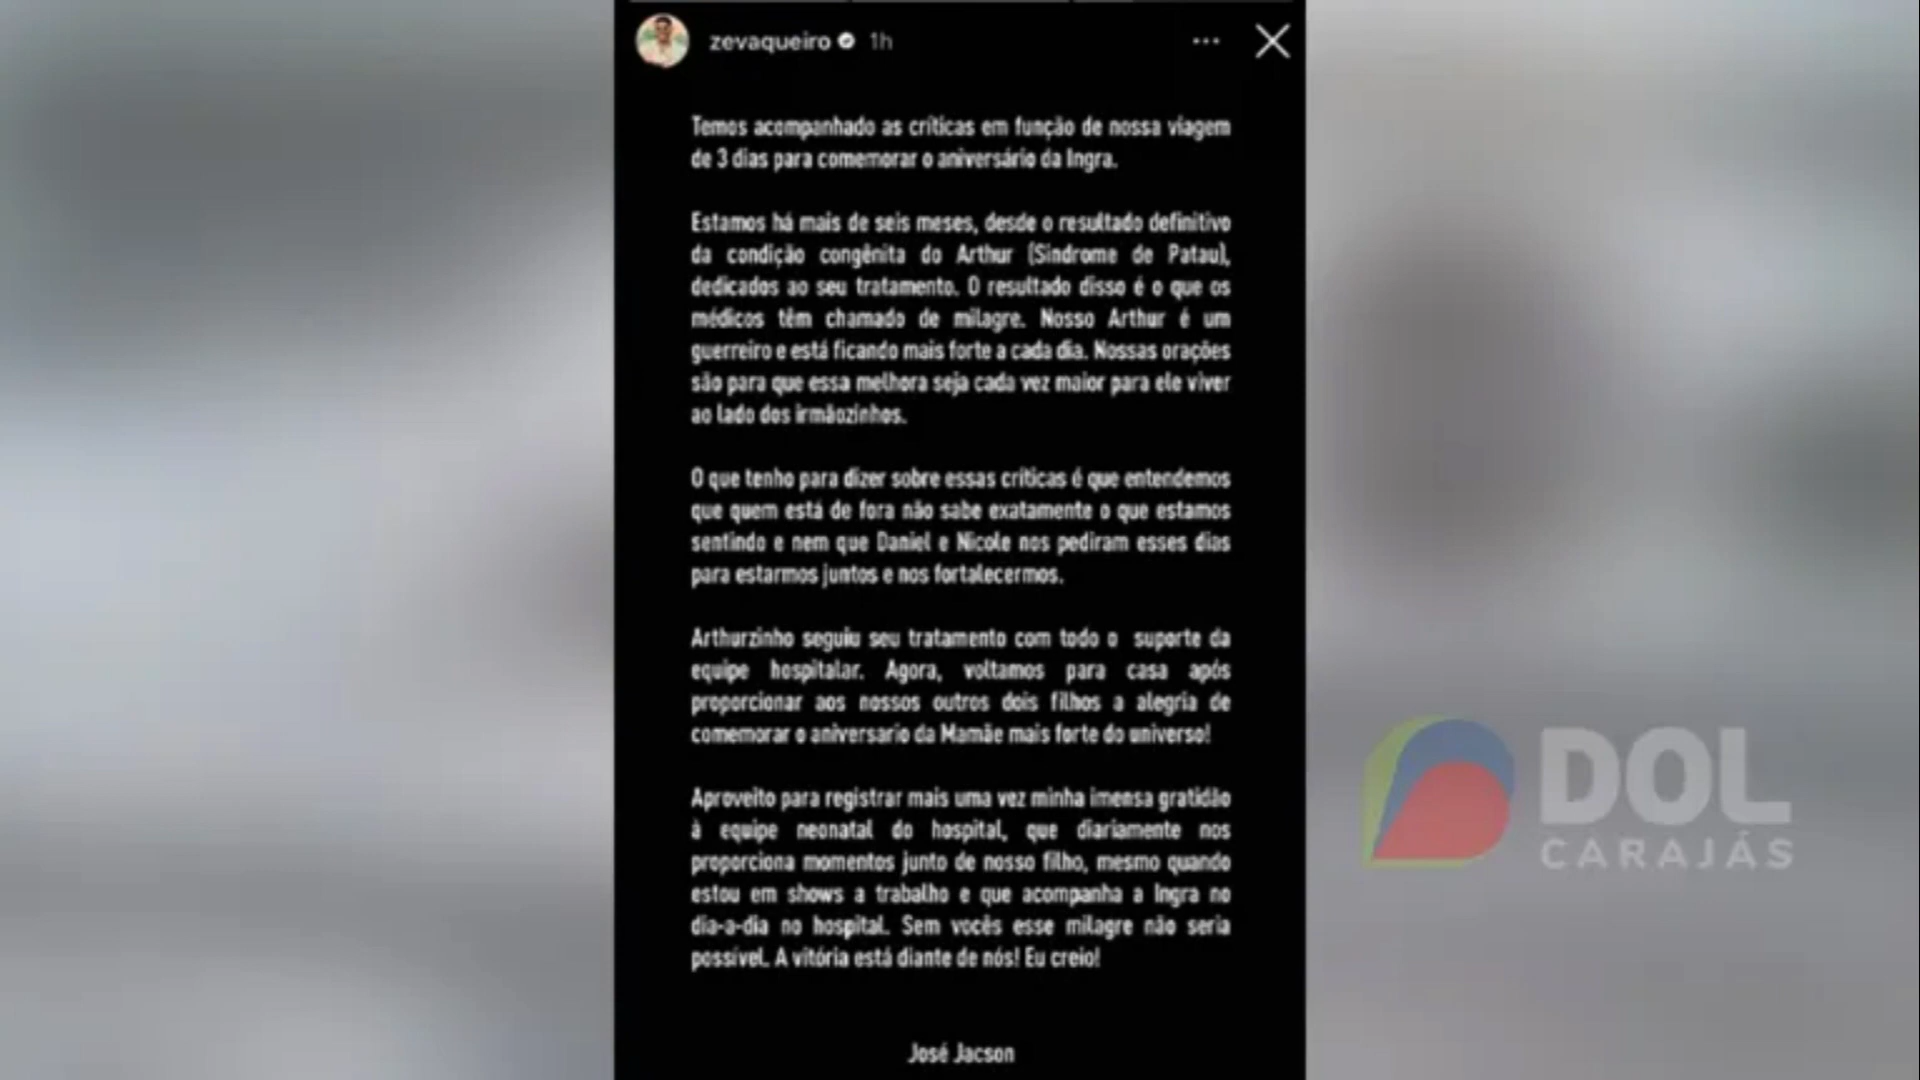 zevaqueiro 1h
Temos acompanhado as críticas em função de nossa viagem
de 3 dias para comemorar o aniversário da Ingra.
Estamos há mais de seis meses, desde o resultado definitivo
da condição congênita do Arthur (Síndrome de Patau),
dedicados ao seu tratamento. O resultado disso é o que os
médicos têm chamado de milagre. Nosso Arthur é um
guerreiro e está ficando mais forte a cada dia. Nossas orações
são para que essa melhora seja cada vez maior para ele viver
ao lado dos irmãozinhos.
O que tenho para dizer sobre essas críticas é que entendemos
que quem está de fora não sabe exatamente o que estamos
sentindo e nem que Daniel e Nicole nos pediram esses dias
para estarmos juntos e nos fortalecermos.
Arthurzinho seguiu seu tratamento com todo o suporte da
equipe hospitalar. Agora, voltamos para casa após
proporcionar aos nossos outros dois filhos a alegria de
comemorar o aniversario da Mamãe mais forte do universo!
Aproveito para registrar mais uma vez minha imensa gratidão
à equipe neonatal do hospital, que diariamente nos
proporciona momentos junto de nosso filho, mesmo quando
estou em shows a trabalho e que acompanha a Ingra no
dia-a-dia no hospital. Sem vocês esse milagre não seria
possível. A vitória está diante de nós! Eu creio!
José Jacson
DOL
CARAJÁS